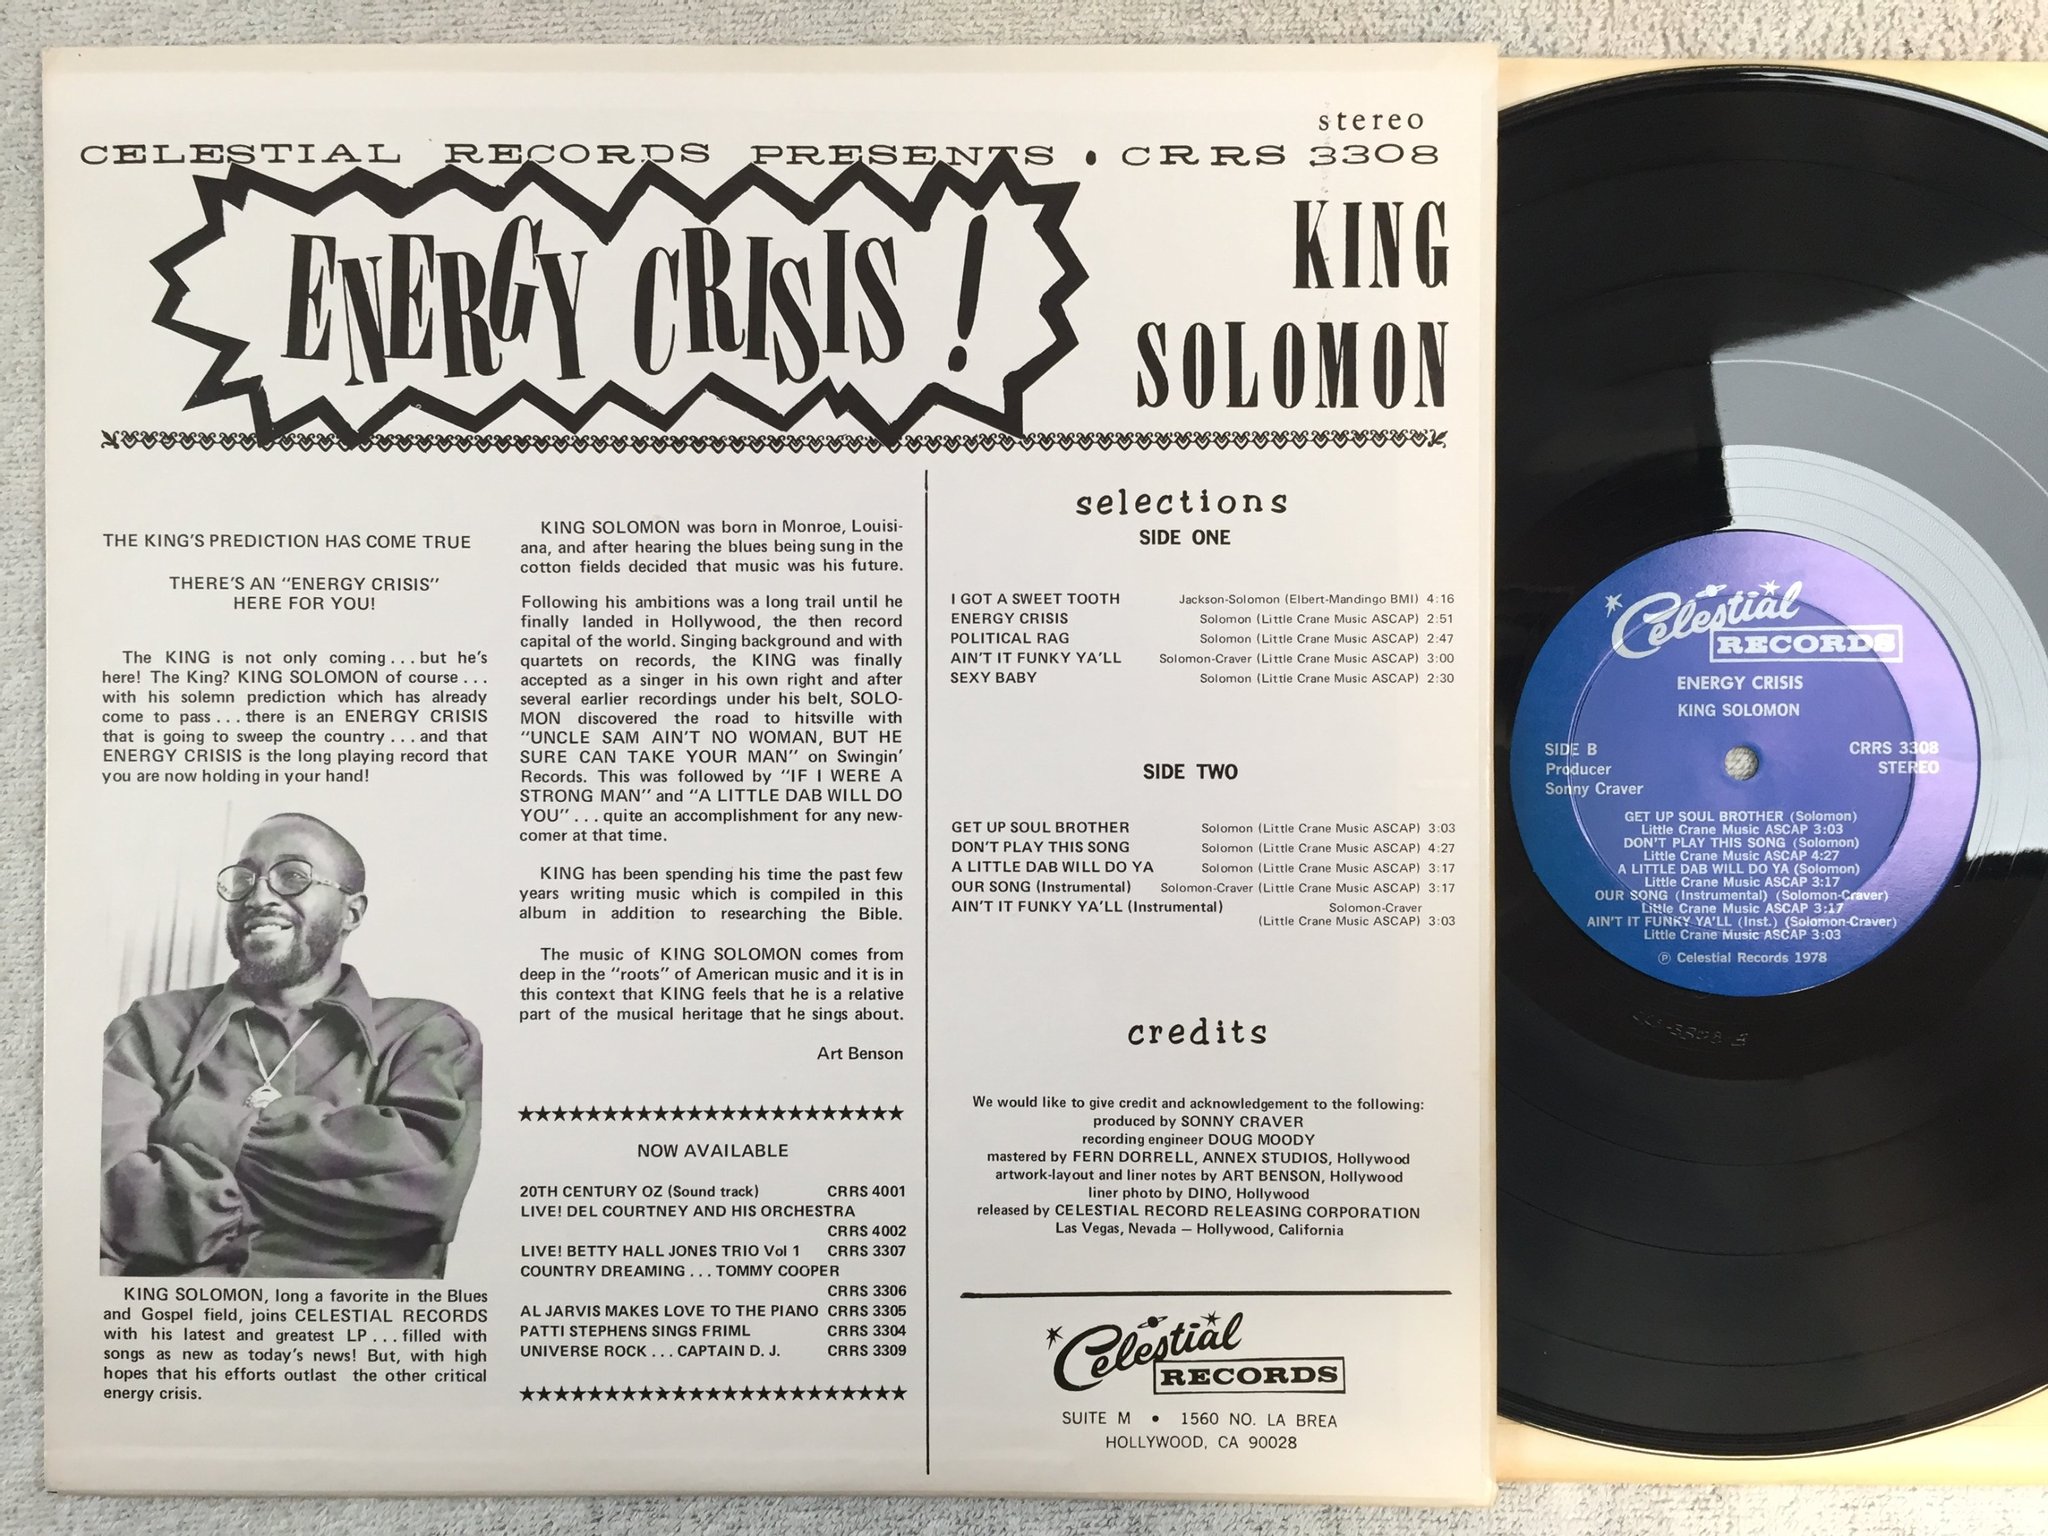 stereo
CELESTIAL RECORDS PRESENTS • CRRS 3308
ENERGY CRISIS!
KING
SOLOMON
THE KING'S PREDICTION HAS COME TRUE
THERE'S AN "ENERGY CRISIS"
HERE FOR YOU!
The KING is not only coming...but he's
here! The King? KING SOLOMON of course...
with his solemn prediction which has already
come to pass...there is an ENERGY CRISIS
that is going to sweep the country...and that
ENERGY CRISIS is the long playing record that
you are now holding in your hand!
KING SOLOMON, long a favorite in the Blues
and Gospel field, joins CELESTIAL RECORDS
with his latest and greatest LP...filled with
songs as new as today's news! But, with high
hopes that his efforts outlast the other critical
energy crisis.
KING SOLOMON was born in Monroe, Louisi-
ana, and after hearing the blues being sung in the
cotton fields decided that music was his future.
Following his ambitions was a long trail until he
finally landed in Hollywood, the then record
capital of the world. Singing background and with
quartets on records, the KING was finally
accepted as a singer in his own right and after
several earlier recordings under his belt, SOLO-
MON discovered the road to hitsville with
"UNCLE SAM AIN'T NO WOMAN, BUT HE
SURE CAN TAKE YOUR MAN" on Swingin'
Records. This was followed by "IF I WERE A
STRONG MAN" and "A LITTLE DAB WILL DO
YOU"...quite an accomplishment for any new-
comer at that time.
KING has been spending his time the past few
years writing music which is compiled in this
album in addition to researching the Bible.
The music of KING SOLOMON comes from
deep in the "roots" of American music and it is in
this context that KING feels that he is a relative
part of the musical heritage that he sings about.
Art Benson
NOW AVAILABLE
20TH CENTURY OZ (Sound track) CRRS 4001
LIVE! DEL COURTNEY AND HIS ORCHESTRA
CRRS 4002
LIVE! BETTY HALL JONES TRIO Vol 1 CRRS 3307
COUNTRY DREAMING...TOMMY COOPER
CRRS 3306
AL JARVIS MAKES LOVE TO THE PIANO CRRS 3305
PATTI STEPHENS SINGS FRIML CRRS 3304
UNIVERSE ROCK...CAPTAIN D. J. CRRS 3309
selections
SIDE ONE
I GOT A SWEET TOOTH Jackson-Solomon (Elbert-Mandingo BMI) 4:16
ENERGY CRISIS Solomon (Little Crane Music ASCAP) 2:51
POLITICAL RAG Solomon (Little Crane Music ASCAP) 2:47
AIN'T IT FUNKY YA'LL Solomon-Craver (Little Crane Music ASCAP) 3:00
SEXY BABY Solomon (Little Crane Music ASCAP) 2:30
SIDE TWO
GET UP SOUL BROTHER Solomon (Little Crane Music ASCAP) 3:03
DON'T PLAY THIS SONG Solomon (Little Crane Music ASCAP) 4:27
A LITTLE DAB WILL DO YA Solomon (Little Crane Music ASCAP) 3:17
OUR SONG (Instrumental) Solomon-Craver (Little Crane Music ASCAP) 3:17
AIN'T IT FUNKY YA'LL (Instrumental) Solomon-Craver
(Little Crane Music ASCAP) 3:03
credits
We would like to give credit and acknowledgement to the following:
produced by SONNY CRAVER
recording engineer DOUG MOODY
mastered by FERN DORRELL, ANNEX STUDIOS, Hollywood
artwork-layout and liner notes by ART BENSON, Hollywood
liner photo by DINO, Hollywood
released by CELESTIAL RECORD RELEASING CORPORATION
Las Vegas, Nevada — Hollywood, California
Celestial
RECORDS
SUITE M • 1560 NO. LA BREA
HOLLYWOOD, CA 90028
Celestial
RECORDS
ENERGY CRISIS
KING SOLOMON
SIDE B CRRS 3308
Producer STEREO
Sonny Craver
GET UP SOUL BROTHER (Solomon)
Little Crane Music ASCAP 3:03
DON'T PLAY THIS SONG (Solomon)
Little Crane Music ASCAP 4:27
A LITTLE DAB WILL DO YA (Solomon)
Little Crane Music ASCAP 3:17
OUR SONG (Instrumental) (Solomon-Craver)
Little Crane Music ASCAP 3:17
AIN'T IT FUNKY YA'LL (Inst.) (Solomon-Craver)
Little Crane Music ASCAP 3:03
℗ Celestial Records 1978